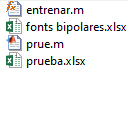 entrenar.m
fonts bipolares.xlsx
prue.m
prueba.xlsx